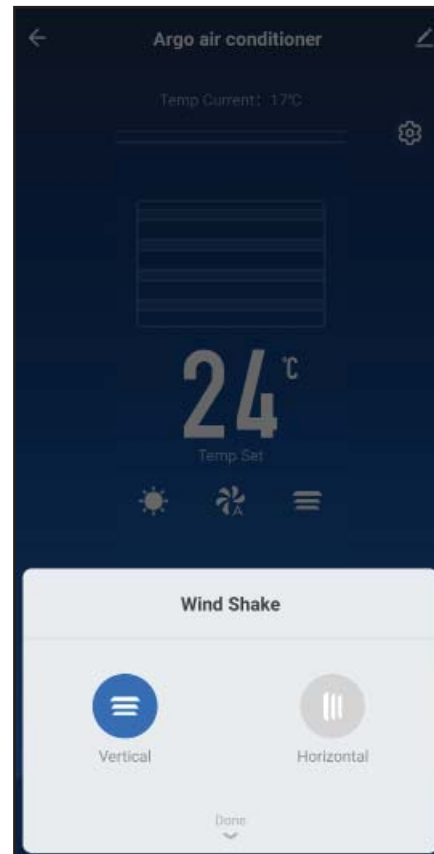 Argo air conditioner
Temp Current: 17℃
24 ℃
Temp Set
A
Wind Shake
Vertical Horizontal
Done